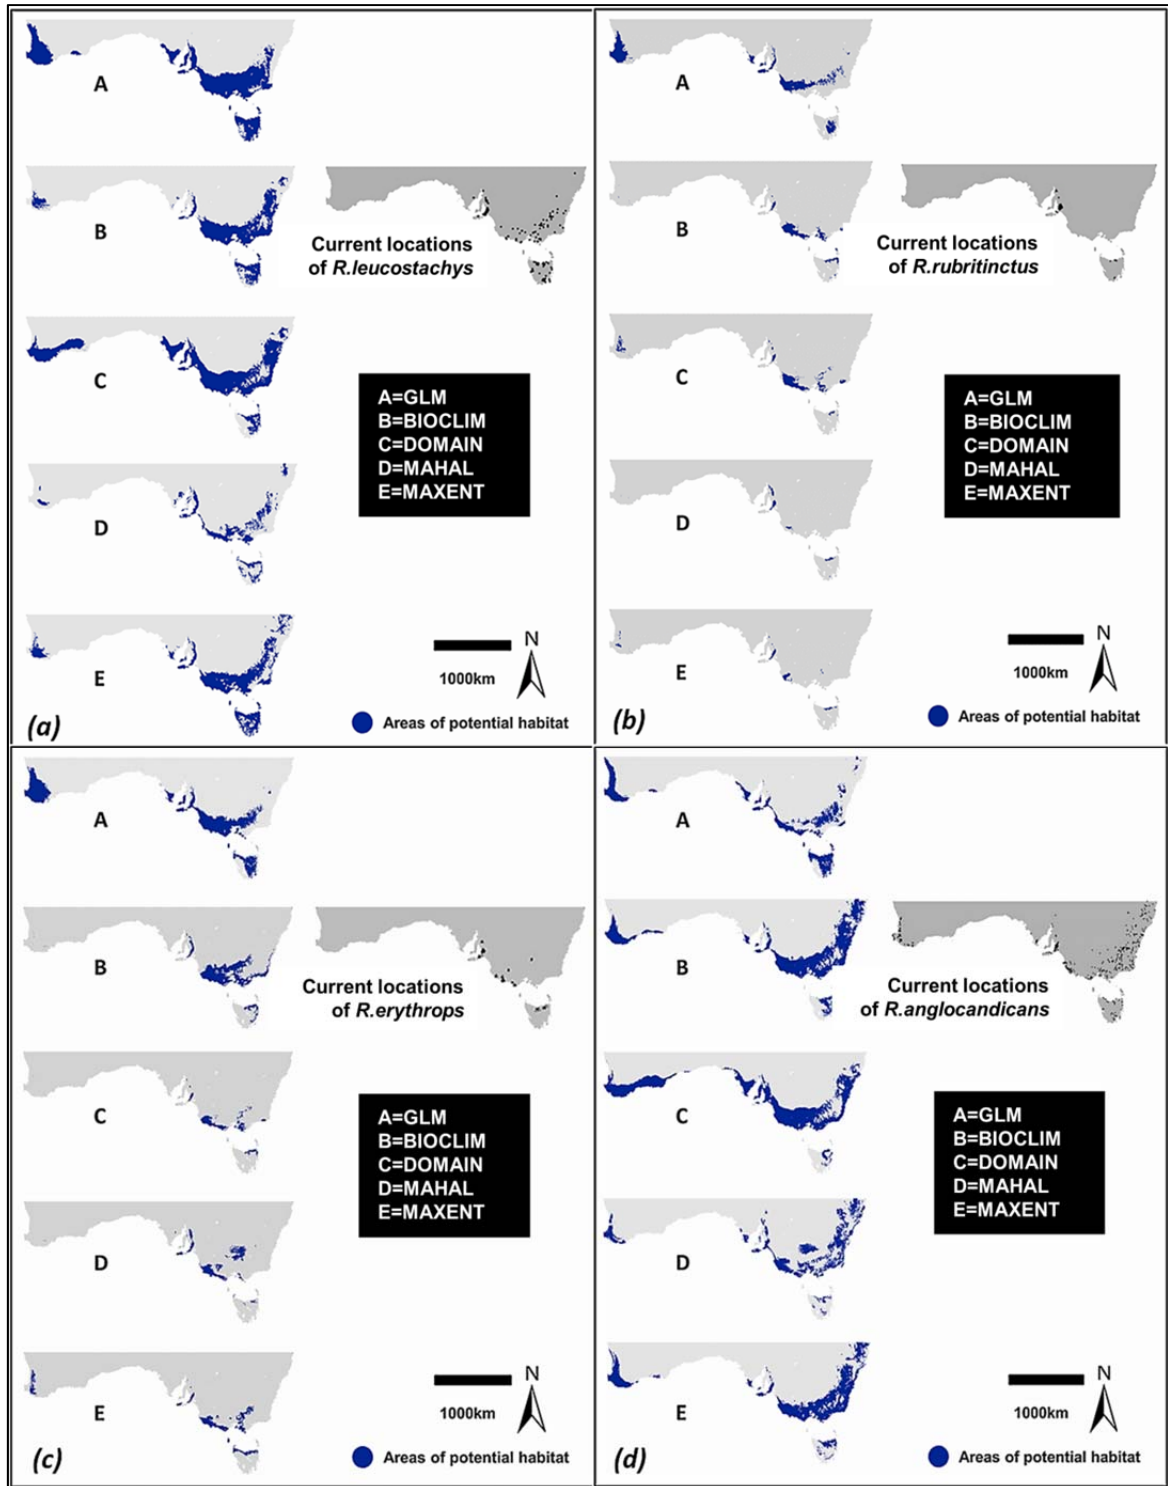 A
B
Current locations
of R.leucostachys
C
A=GLM
B=BIOCLIM
C=DOMAIN
D=MAHAL
E=MAXENT
D
E
N
1000km
(a)
Areas of potential habitat
A
B
Current locations
of R.rubritinctus
C
A=GLM
B=BIOCLIM
C=DOMAIN
D=MAHAL
E=MAXENT
D
E
N
1000km
(b)
Areas of potential habitat
A
B
Current locations
of R.erythrops
C
A=GLM
B=BIOCLIM
C=DOMAIN
D=MAHAL
E=MAXENT
D
E
N
1000km
(c)
Areas of potential habitat
A
B
Current locations
of R.anglocandicans
C
A=GLM
B=BIOCLIM
C=DOMAIN
D=MAHAL
E=MAXENT
D
E
N
1000km
(d)
Areas of potential habitat